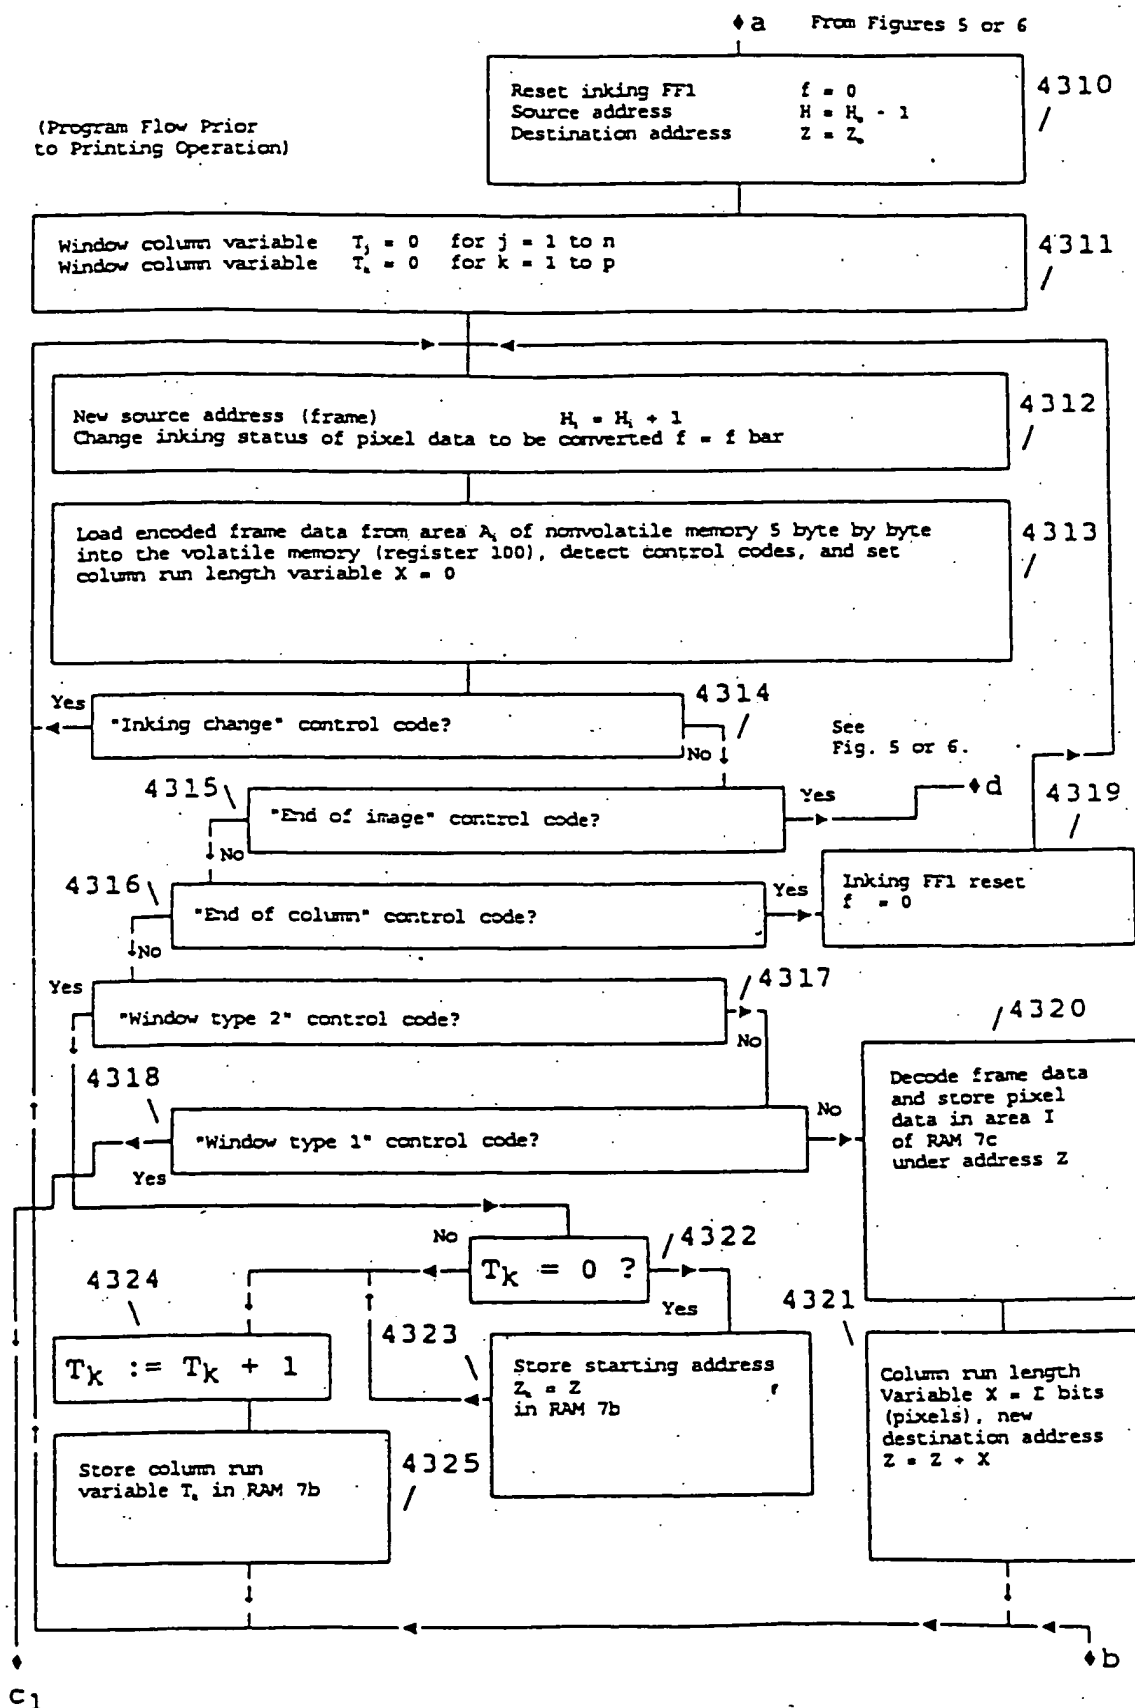 a From Figures 5 or 6
Reset inking FF1 f = 0
Source address H = Hₒ - 1
Destination address Z = Zₒ
4310
(Program Flow Prior
to Printing Operation)
Window column variable Tⱼ = 0 for j = 1 to n
Window column variable Tₖ = 0 for k = 1 to p
4311
New source address (frame) Hᵢ = Hᵢ + 1
Change inking status of pixel data to be converted f = f bar
4312
Load encoded frame data from area Aᵢ of nonvolatile memory 5 byte by byte
into the volatile memory (register 100), detect control codes, and set
column run length variable X = 0
4313
Yes
"Inking change" control code?
4314
No
See
Fig. 5 or 6.
d
4315
"End of image" control code?
Yes
No
4319
Inking FF1 reset
f = 0
4316
"End of column" control code?
Yes
No
Yes
"Window type 2" control code?
4317
No
4318
"Window type 1" control code?
No
Yes
4320
Decode frame data
and store pixel
data in area I
of RAM 7c
under address Z
No
Tₖ = 0 ?
4322
Yes
4324
Tₖ := Tₖ + 1
4323
Store starting address
Zₖ = Z
in RAM 7b
4321
Column run length
Variable X = Σ bits
(pixels), new
destination address
Z = Z + X
Store column run
variable Tₖ in RAM 7b
4325
b
c1